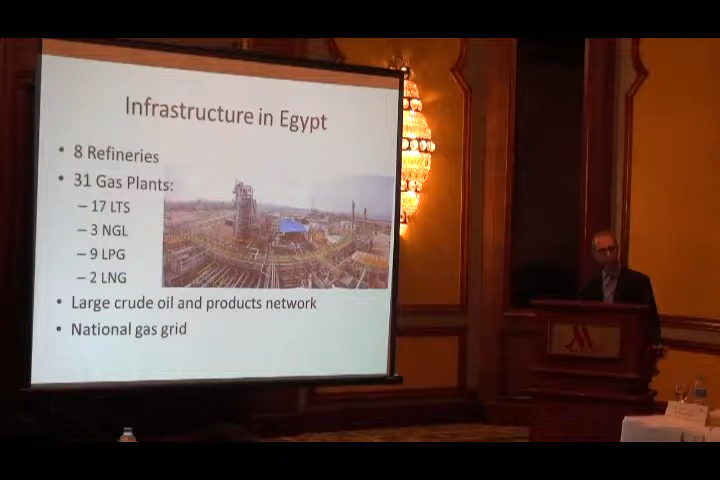 Infrastructure in Egypt
• 8 Refineries
• 31 Gas Plants:
– 17 LTS
– 3 NGL
– 9 LPG
– 2 LNG
• Large crude oil and products network
• National gas grid